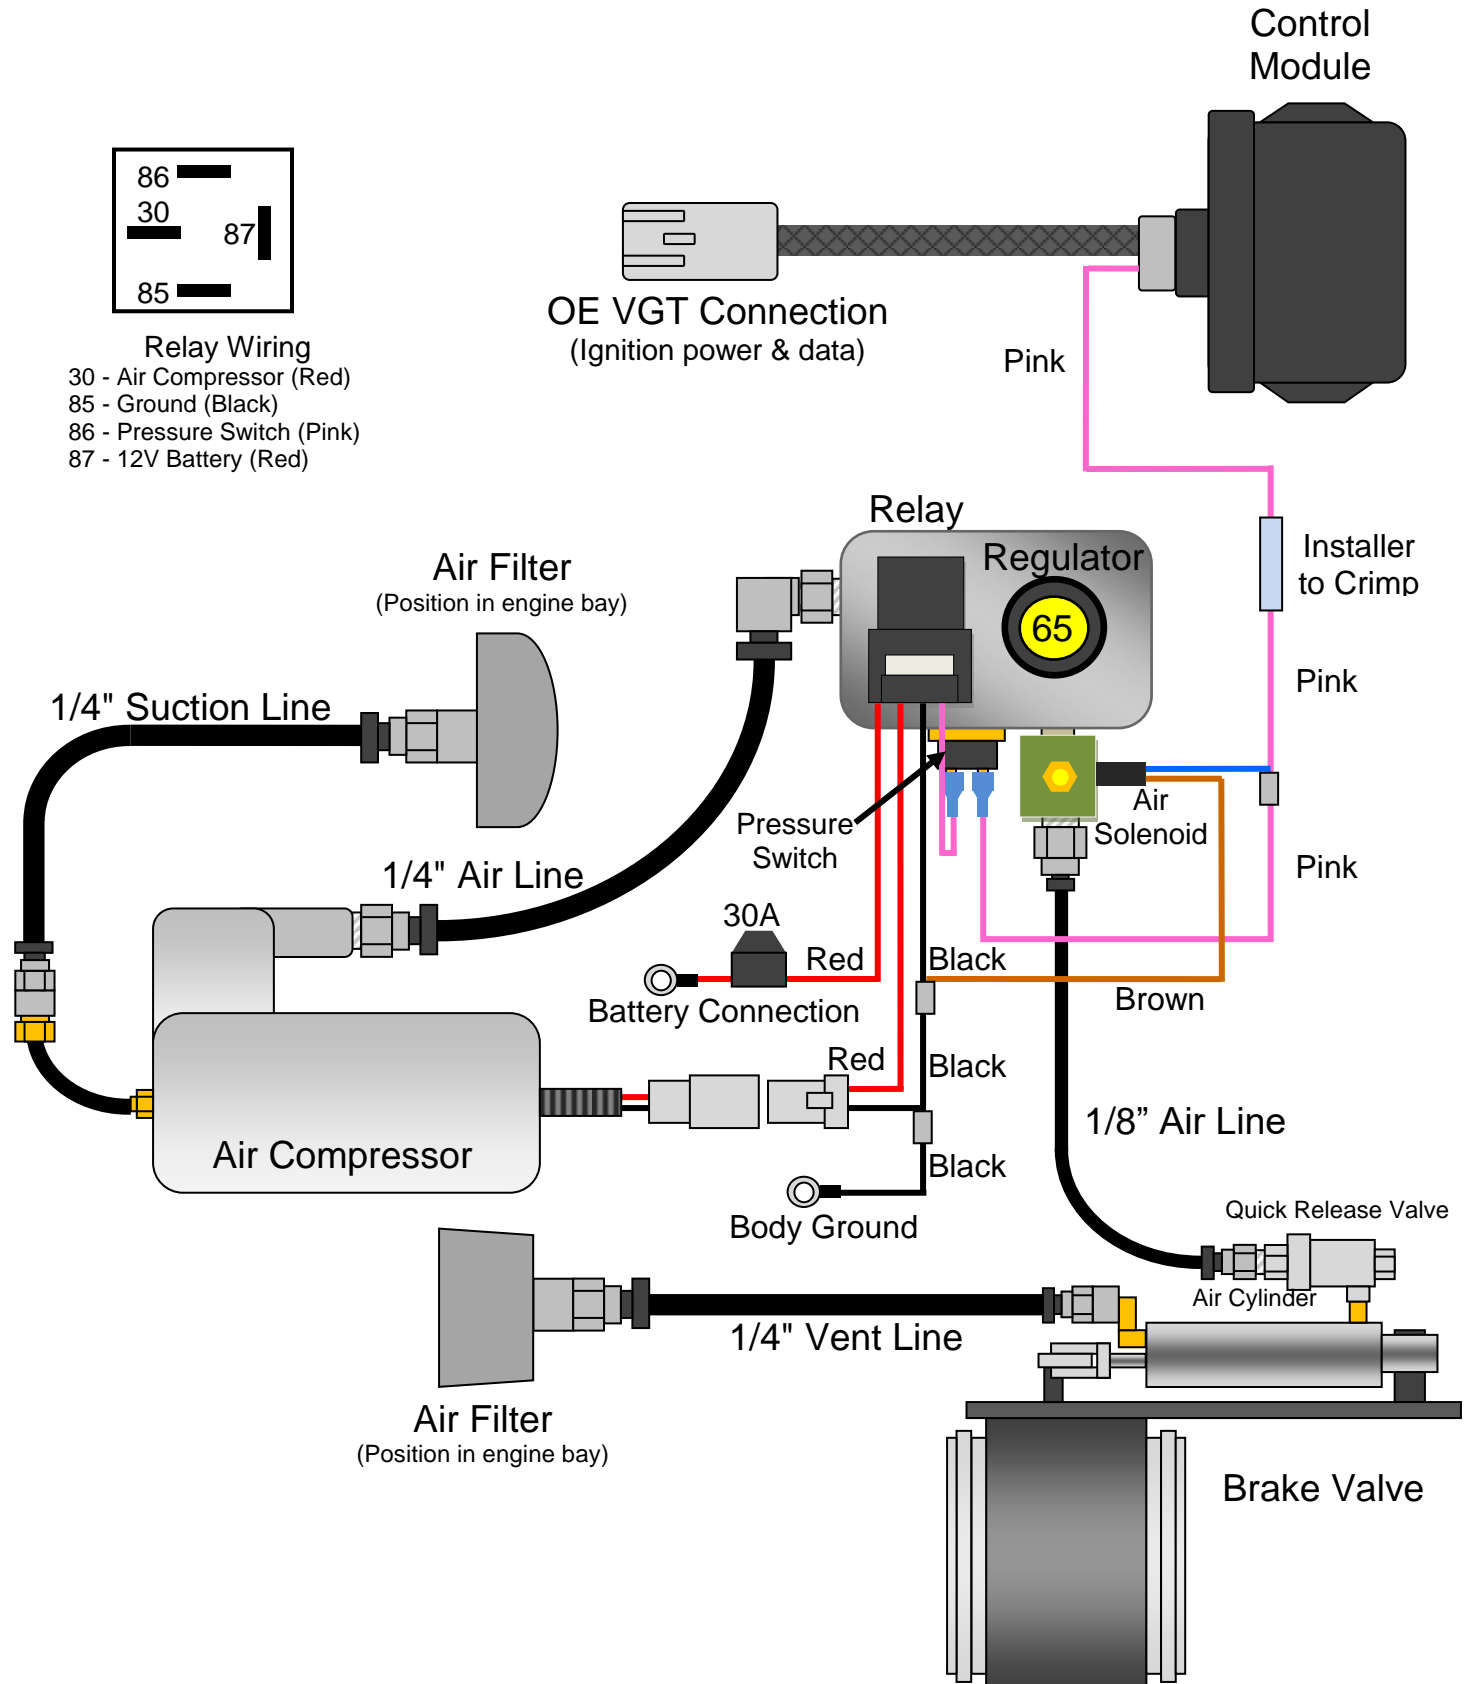 Control
Module
86
30
87
85
Relay Wiring
30 - Air Compressor (Red)
85 - Ground (Black)
86 - Pressure Switch (Pink)
87 - 12V Battery (Red)
OE VGT Connection
(Ignition power & data)
Pink
Relay
Regulator
65
Installer
to Crimp
Air Filter
(Position in engine bay)
Pink
1/4" Suction Line
Air
Solenoid
Pressure
Switch
Pink
1/4" Air Line
30A
Red
Black
Battery Connection
Brown
Red
Black
1/8” Air Line
Air Compressor
Black
Body Ground
Quick Release Valve
Air Cylinder
1/4" Vent Line
Air Filter
(Position in engine bay)
Brake Valve